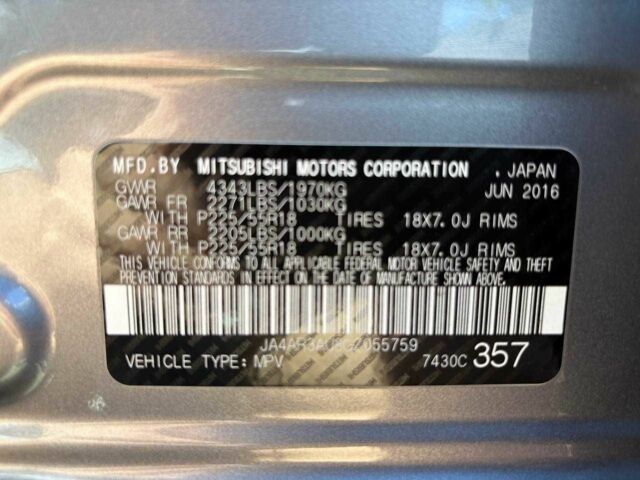 MFD.BY MITSUBISHI MOTORS CORPORATION . JAPAN
GWR 4343LBS/1970KG JUN 2016
GAWR FR 2271LBS/1030KG
WITH P225/55R18 TIRES 18X7.0J RIMS
GAWR RR 2205LBS/1000KG
WITH P225/55R18 TIRES 18X7.0J RIMS
THIS VEHICLE CONFORMS TO ALL APPLICABLE FEDERAL MOTOR VEHICLE SAFETY AND THEFT
PREVENTION STANDARDS IN EFFECT ON THE DATE OF MANUFACTURE SHOWN ABOVE.
VEHICLE TYPE: MPV 7430C 357